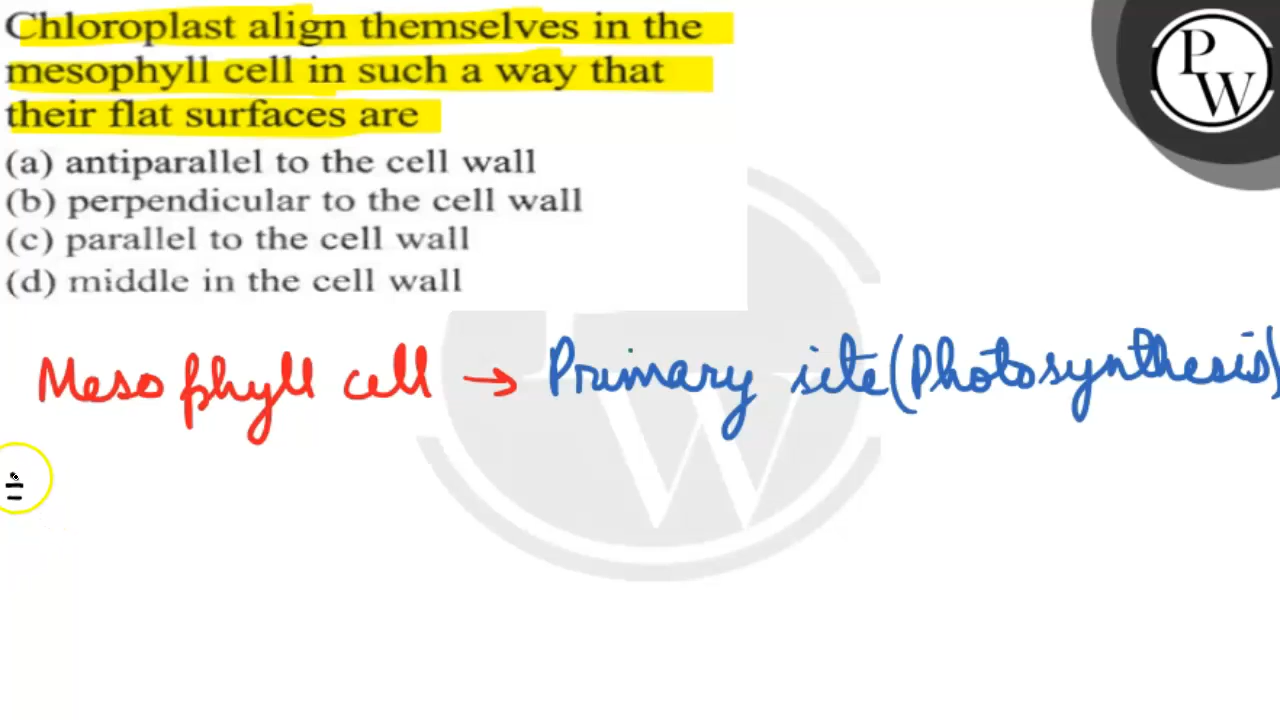 Chloroplast align themselves in the
mesophyll cell in such a way that
their flat surfaces are
(a) antiparallel to the cell wall
(b) perpendicular to the cell wall
(c) parallel to the cell wall
(d) middle in the cell wall
PW
Mesophyll cell → Primary site (Photosynthesis)